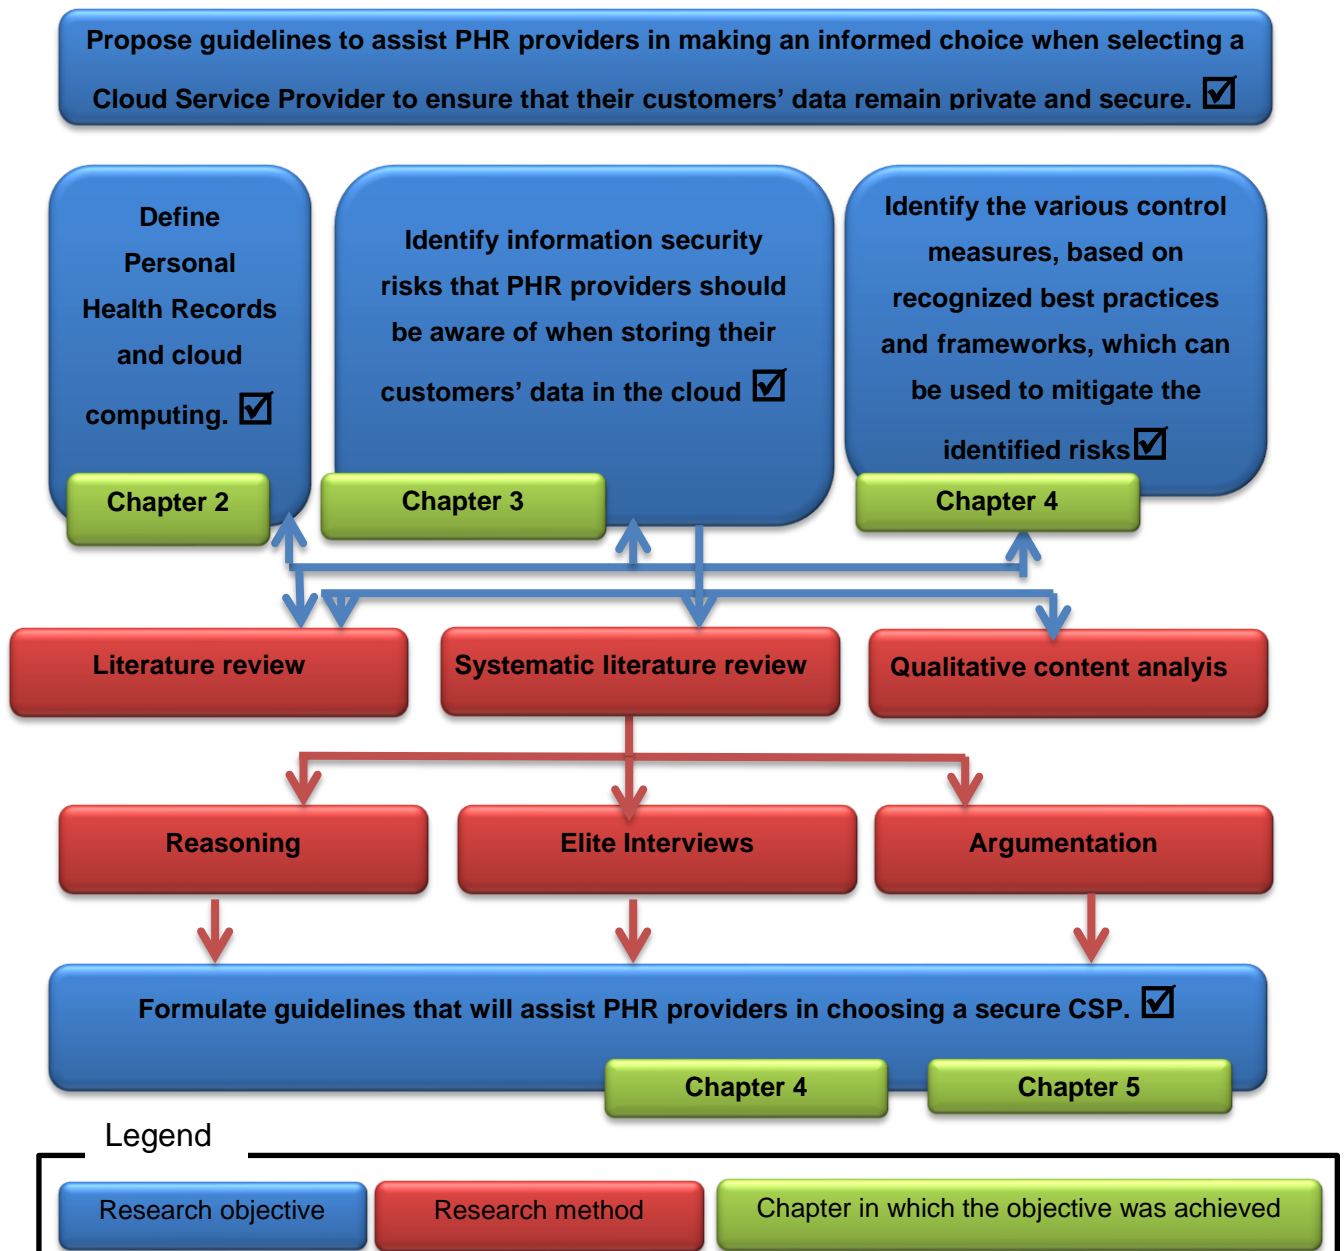 Propose guidelines to assist PHR providers in making an informed choice when selecting a
Cloud Service Provider to ensure that their customers’ data remain private and secure. ☑
Define
Personal
Health Records
and cloud
computing. ☑
Chapter 2
Identify information security
risks that PHR providers should
be aware of when storing their
customers’ data in the cloud ☑
Chapter 3
Identify the various control
measures, based on
recognized best practices
and frameworks, which can
be used to mitigate the
identified risks ☑
Chapter 4
Literature review
Systematic literature review
Qualitative content analyis
Reasoning
Elite Interviews
Argumentation
Formulate guidelines that will assist PHR providers in choosing a secure CSP. ☑
Chapter 4
Chapter 5
Legend
Research objective
Research method
Chapter in which the objective was achieved